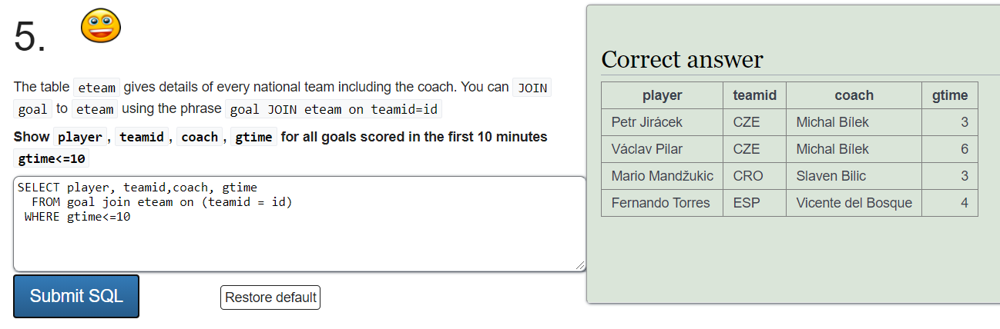 5.
The table eteam gives details of every national team including the coach. You can JOIN
goal to eteam using the phrase goal JOIN eteam on teamid=id
Show player, teamid, coach, gtime for all goals scored in the first 10 minutes
gtime<=10
SELECT player, teamid,coach, gtime
FROM goal join eteam on (teamid = id)
WHERE gtime<=10
Submit SQL Restore default
Correct answer
player teamid coach gtime
Petr Jirácek CZE Michal Bílek 3
Václav Pilar CZE Michal Bílek 6
Mario Mandžukic CRO Slaven Bilic 3
Fernando Torres ESP Vicente del Bosque 4